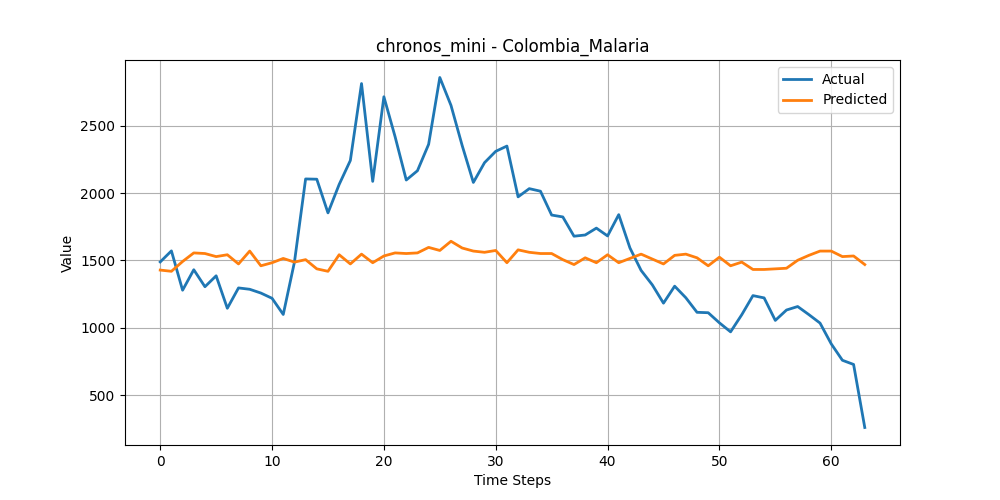 chronos_mini - Colombia_Malaria
Actual
Predicted
Value
2500
2000
1500
1000
500
0 10 20 30 40 50 60
Time Steps